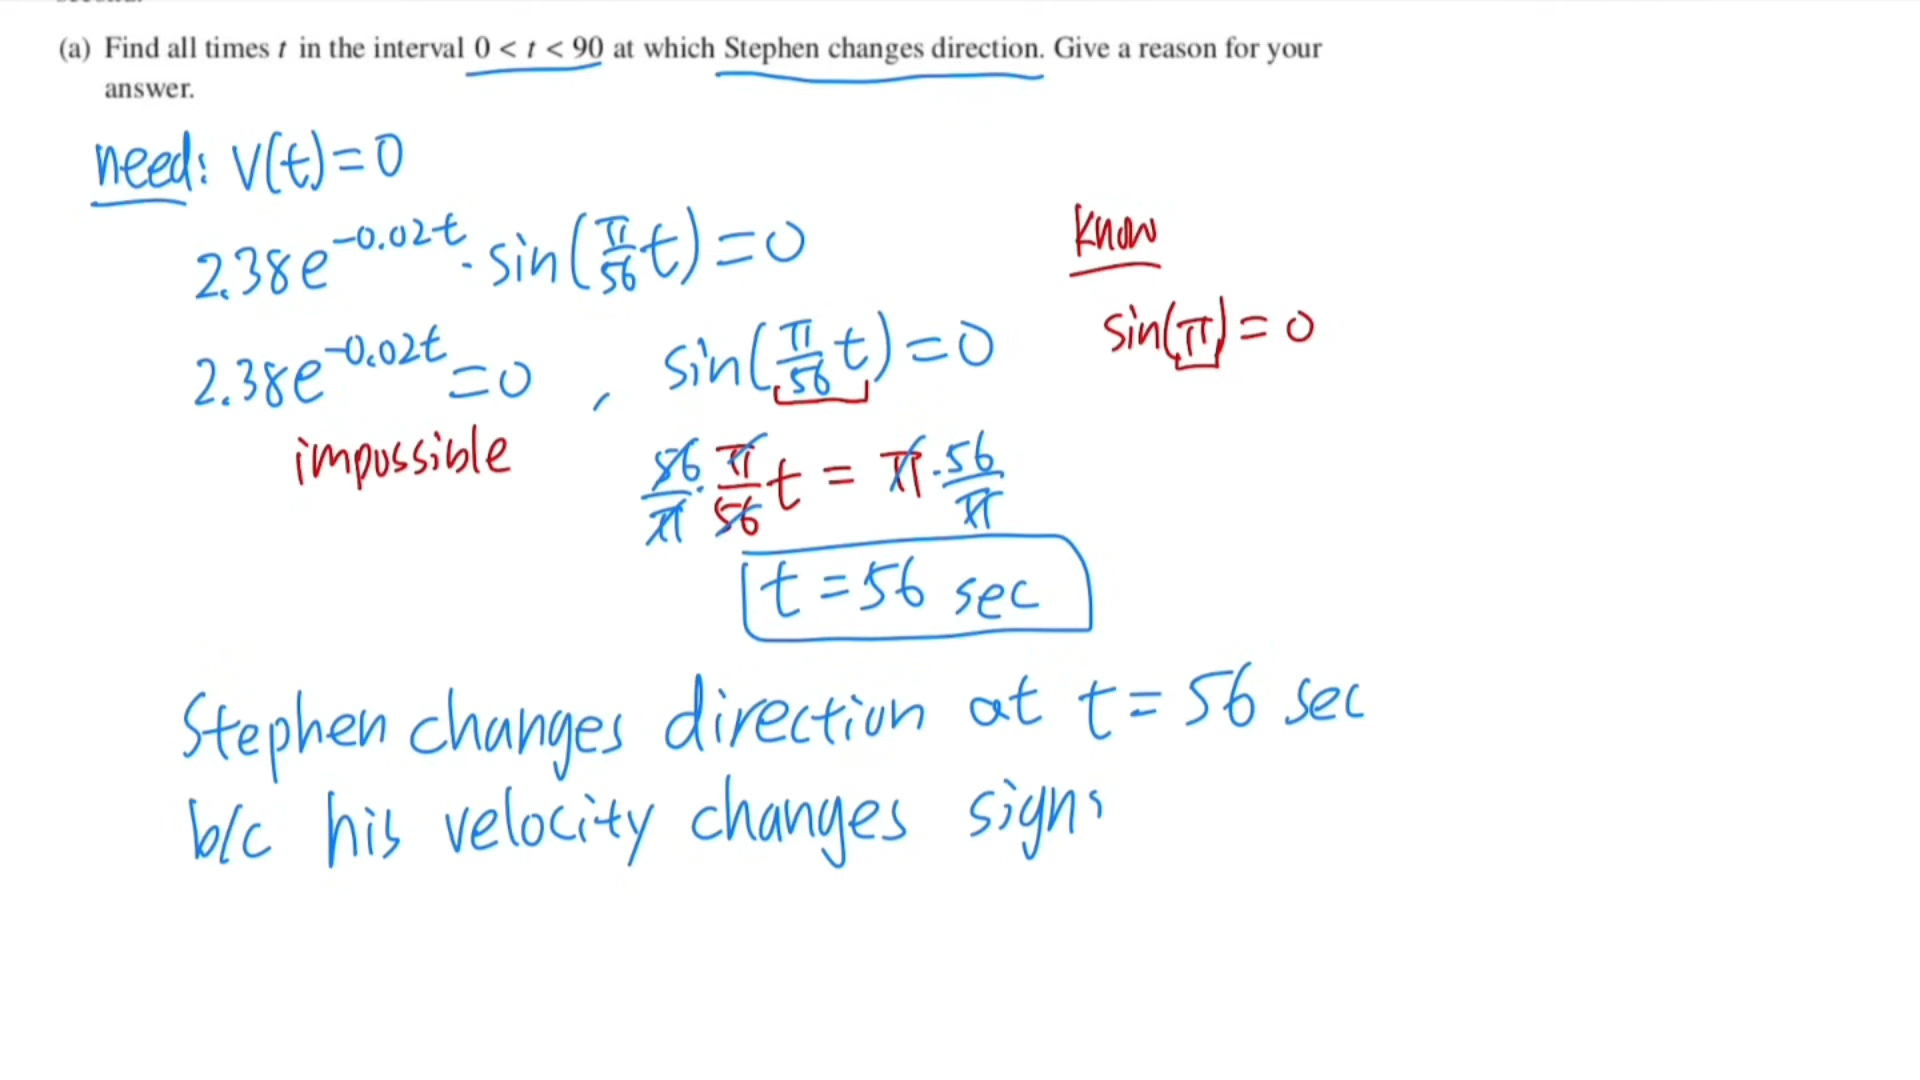 (a) Find all times t in the interval 0 < t < 90 at which Stephen changes direction. Give a reason for your
answer.
need: v(t)=0
2.38e^-0.02t · sin(π/56 t) = 0
Know
2.38e^-0.02t = 0 , sin(π/56 t) = 0
sin(π) = 0
impossible
56/π · π/56 t = π · 56/π
t = 56 sec
Stephen changes direction at t = 56 sec
b/c his velocity changes signs